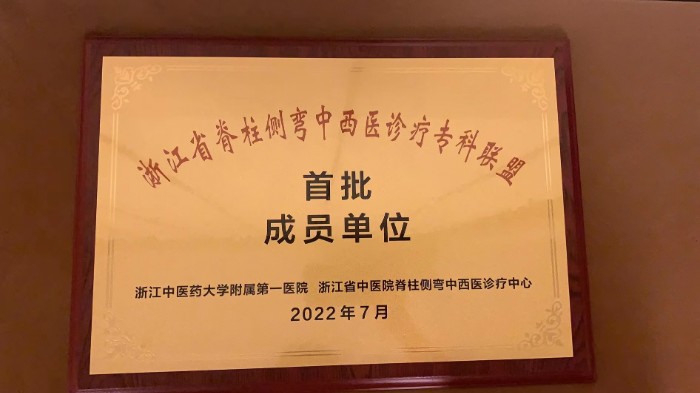 浙江省脊柱侧弯中西医诊疗专科联盟
首批
成员单位
浙江中医药大学附属第一医院 浙江省中医院脊柱侧弯中西医诊疗中心
2022年7月